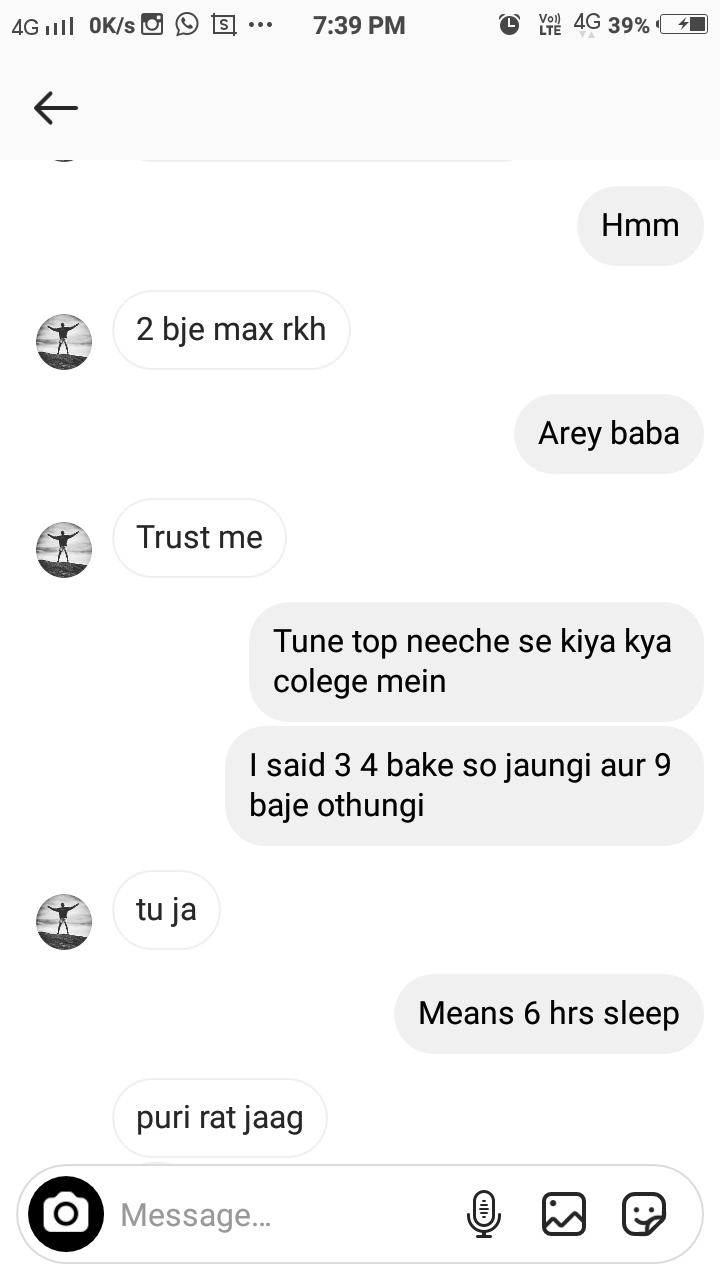 4G 0K/s S ... 7:39 PM Vo)) LTE 4G 39%
Hmm
2 bje max rkh
Arey baba
Trust me
Tune top neeche se kiya kya
colege mein
I said 3 4 bake so jaungi aur 9
baje othungi
tu ja
Means 6 hrs sleep
puri rat jaag
Message...